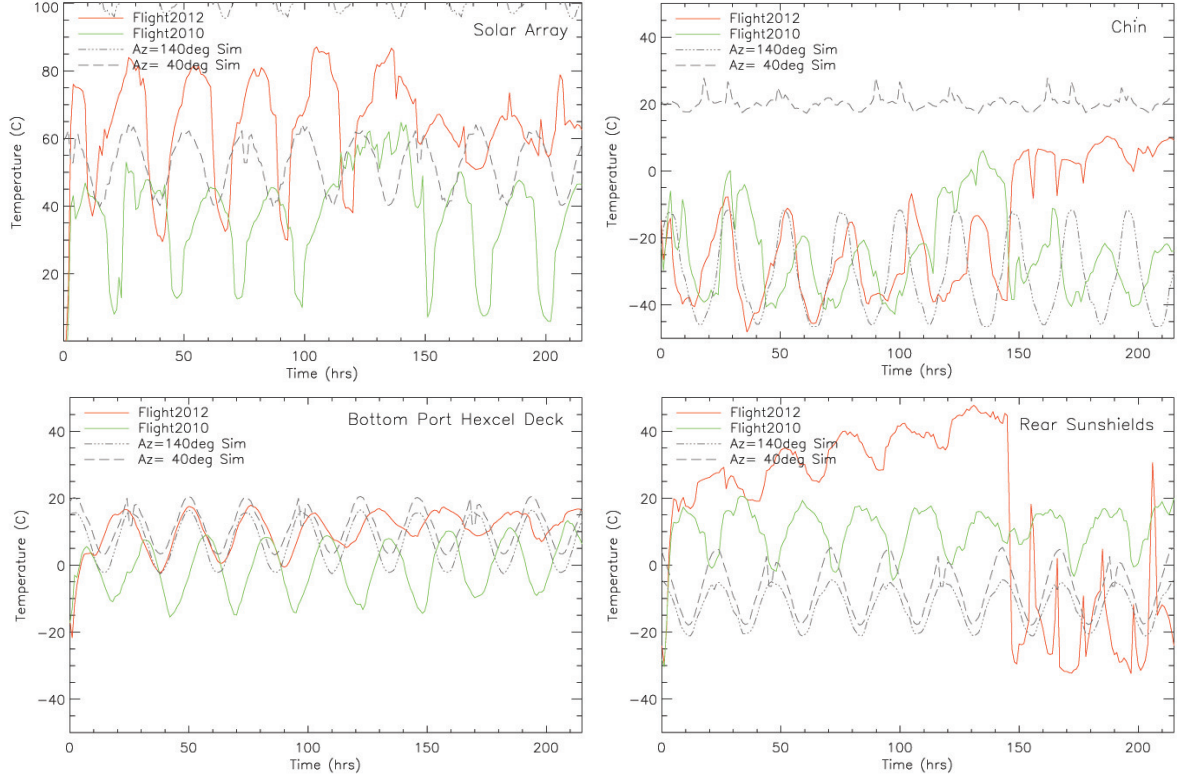 Solar Array
Flight2012
Flight2010
Az=140deg Sim
Az= 40deg Sim
Temperature (C)
100
80
60
40
20
0
50
100
150
200
Time (hrs)
Chin
Flight2012
Flight2010
Az=140deg Sim
Az= 40deg Sim
Temperature (C)
40
20
0
-20
-40
0
50
100
150
200
Time (hrs)
Bottom Port Hexcel Deck
Flight2012
Flight2010
Az=140deg Sim
Az= 40deg Sim
Temperature (C)
40
20
0
-20
-40
0
50
100
150
200
Time (hrs)
Rear Sunshields
Flight2012
Flight2010
Az=140deg Sim
Az= 40deg Sim
Temperature (C)
40
20
0
-20
-40
0
50
100
150
200
Time (hrs)